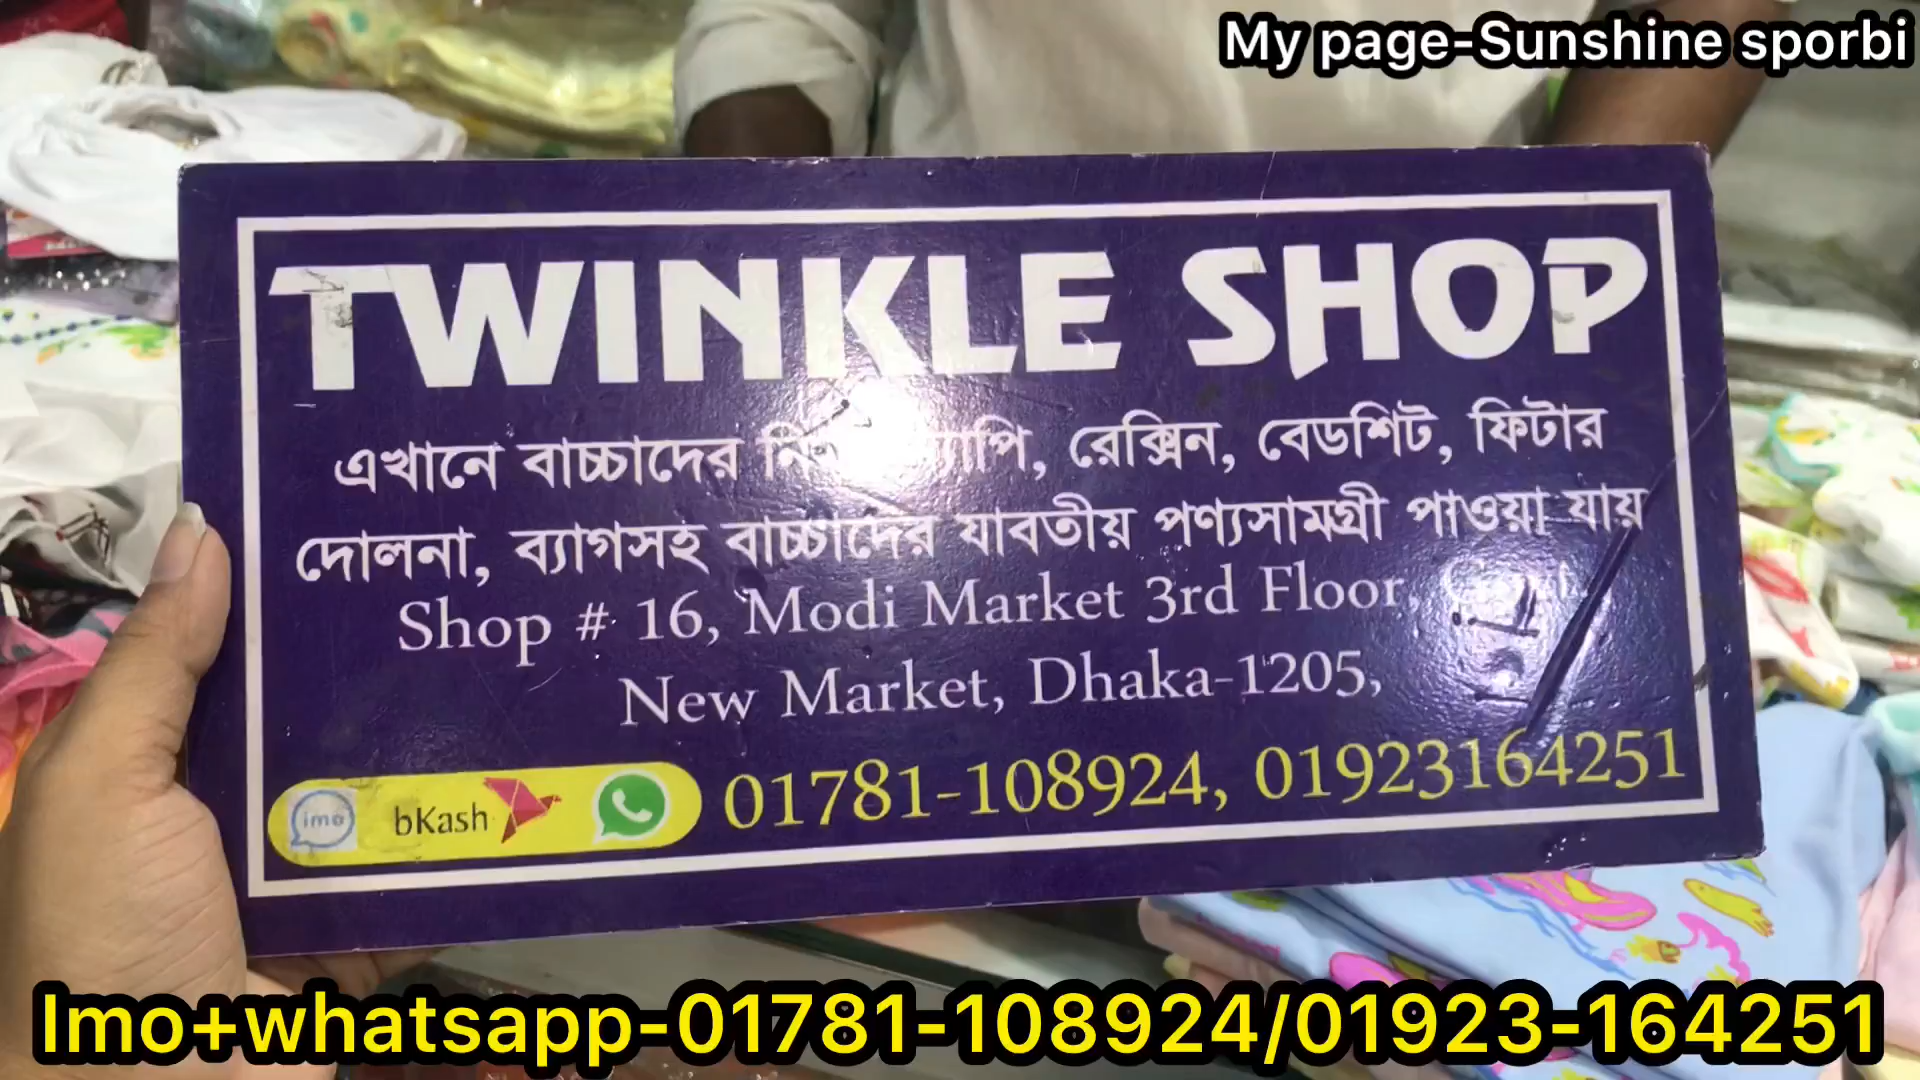 My page-Sunshine sporbi
TWINKLE SHOP
এখানে বাচ্চাদের রেক্সিন, বেডশিট, ফিটার
দোলনা, ব্যাগসহ বাচ্চাদের যাবতীয় পণ্যসামগ্রী পাওয়া যায়
Shop # 16, Modi Market 3rd Floor,
New Market, Dhaka-1205,
imo bKash 01781-108924, 01923164251
Imo+whatsapp-01781-108924/01923-164251